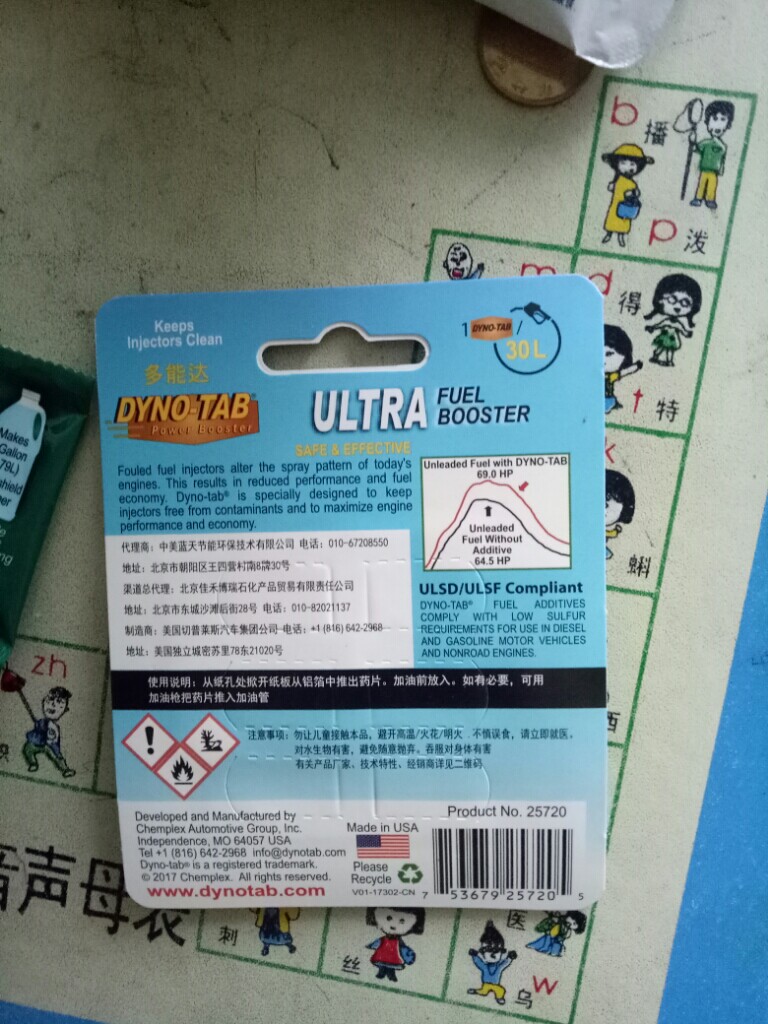 b
播
p
泼
m
d
得
t
特
k
蝌
Keeps
Injectors Clean
1 DYNO-TAB /
30 L
多能达
DYNO-TAB®
Power Booster
ULTRA FUEL
BOOSTER
SAFE & EFFECTIVE
Fouled fuel injectors alter the spray pattern of today's
engines. This results in reduced performance and fuel
economy. Dyno-tab® is specially designed to keep
injectors free from contaminants and to maximize engine
performance and economy.
Unleaded Fuel with DYNO-TAB
69.0 HP
Unleaded
Fuel Without
Additive
64.5 HP
代理商：中美蓝天节能环保技术有限公司 电话：010-67208550
地址：北京市朝阳区王四营村南8牌30号
渠道总代理：北京佳禾博瑞石化产品贸易有限责任公司
地址：北京市东城沙滩后街28号 电话：010-82021137
制造商：美国切普莱斯汽车集团公司 电话：+1 (816) 642-2968
地址：美国独立城密苏里78东21020号
ULSD/ULSF Compliant
DYNO-TAB® FUEL ADDITIVES
COMPLY WITH LOW SULFUR
REQUIREMENTS FOR USE IN DIESEL
AND GASOLINE MOTOR VEHICLES
AND NONROAD ENGINES.
使用说明：从纸孔处掀开纸板从铝箔中推出药片。加油前放入。如有必要，可用
加油枪把药片推入加油管
注意事项：勿让儿童接触本品，避开高温/火花/明火．不慎误食，请立即就医。
对水生物有害，避免随意抛弃。吞服对身体有害
有关产品厂家、技术特性、经销商详见二维码
Developed and Manufactured by
Chemplex Automotive Group, Inc.
Independence, MO 64057 USA
Tel +1 (816) 642-2968 info@dynotab.com
Dyno-tab® is a registered trademark.
© 2017 Chemplex. All rights reserved.
www.dynotab.com
Made in USA
Please
Recycle
V01-17302-CN
Product No. 25720
7 53679 25720 5
Makes
Gallon
zh
西
音声母表
刺
丝
医
乌
w